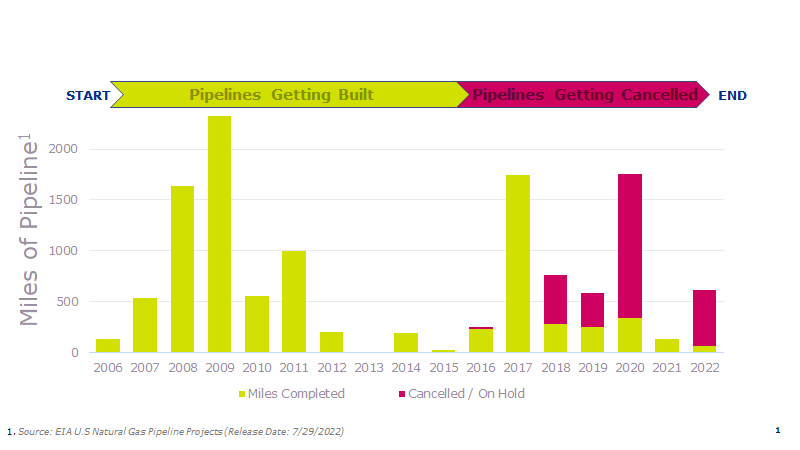 START Pipelines Getting Built Pipelines Getting Cancelled END
Miles of Pipeline1
2000
1500
1000
500
0
2006 2007 2008 2009 2010 2011 2012 2013 2014 2015 2016 2017 2018 2019 2020 2021 2022
Miles Completed Cancelled / On Hold
1. Source: EIA U.S Natural Gas Pipeline Projects (Release Date: 7/29/2022)
1